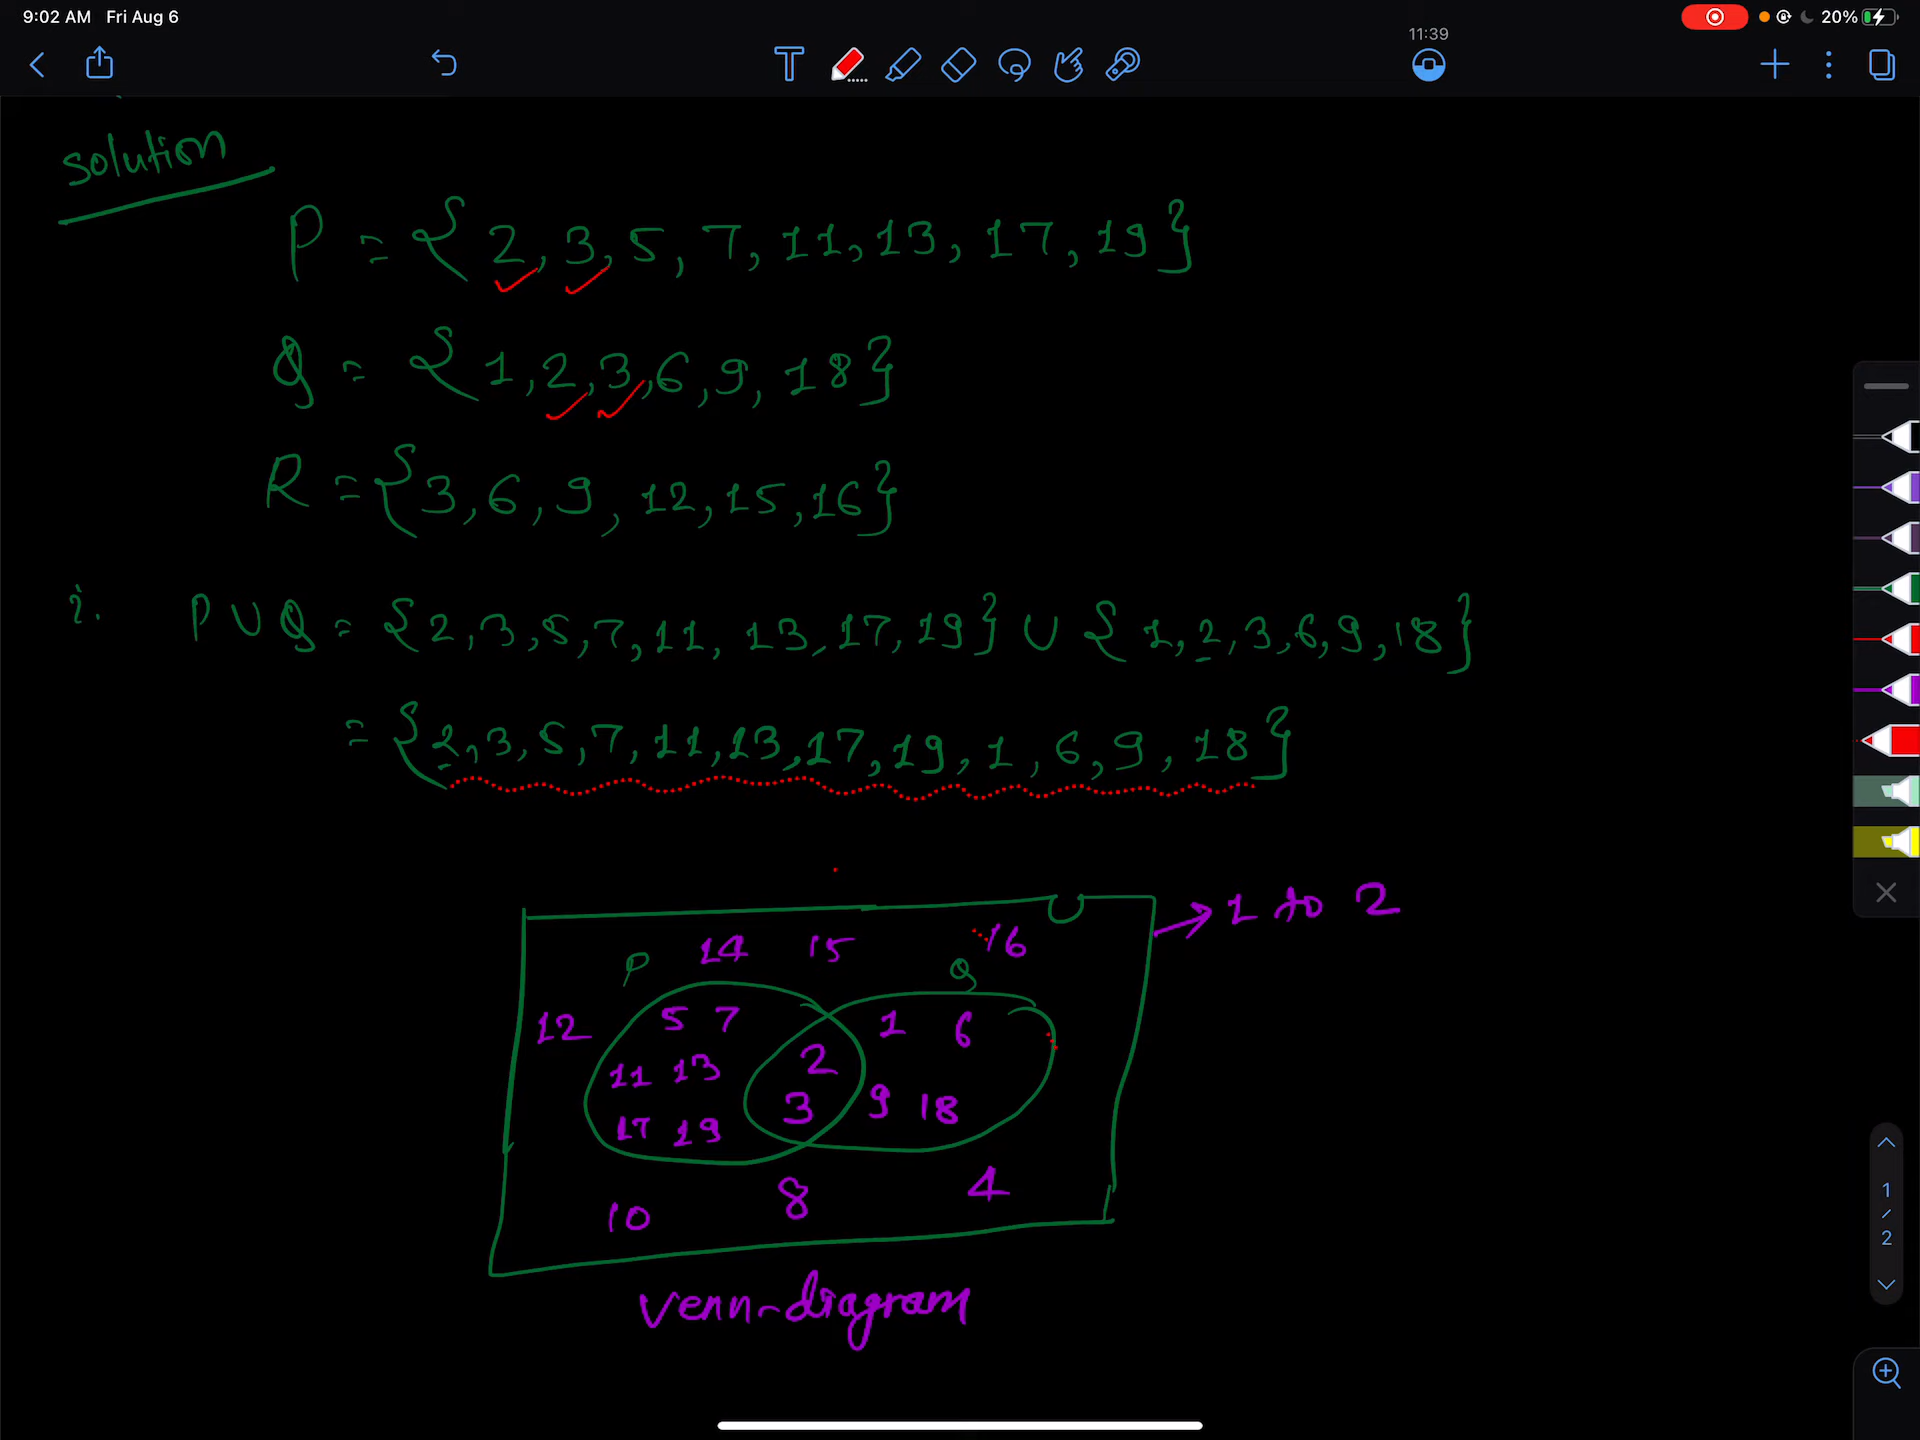 9:02 AM Fri Aug 6
20%
11:39
T
solution
P = { 2, 3, 5, 7, 11, 13, 17, 19}
Q = { 1, 2, 3, 6, 9, 18}
R = {3, 6, 9, 12, 15, 16}
i. P ∪ Q = {2, 3, 5, 7, 11, 13, 17, 19} ∪ { 1, 2, 3, 6, 9, 18}
= {2, 3, 5, 7, 11, 13, 17, 19, 1, 6, 9, 18}
U
→ 1 to 2
P 14 15 Q 16
12 5 7 1 6
11 13 2
17 19 3 9 18
10 8 4
Venn-diagram
1
/
2